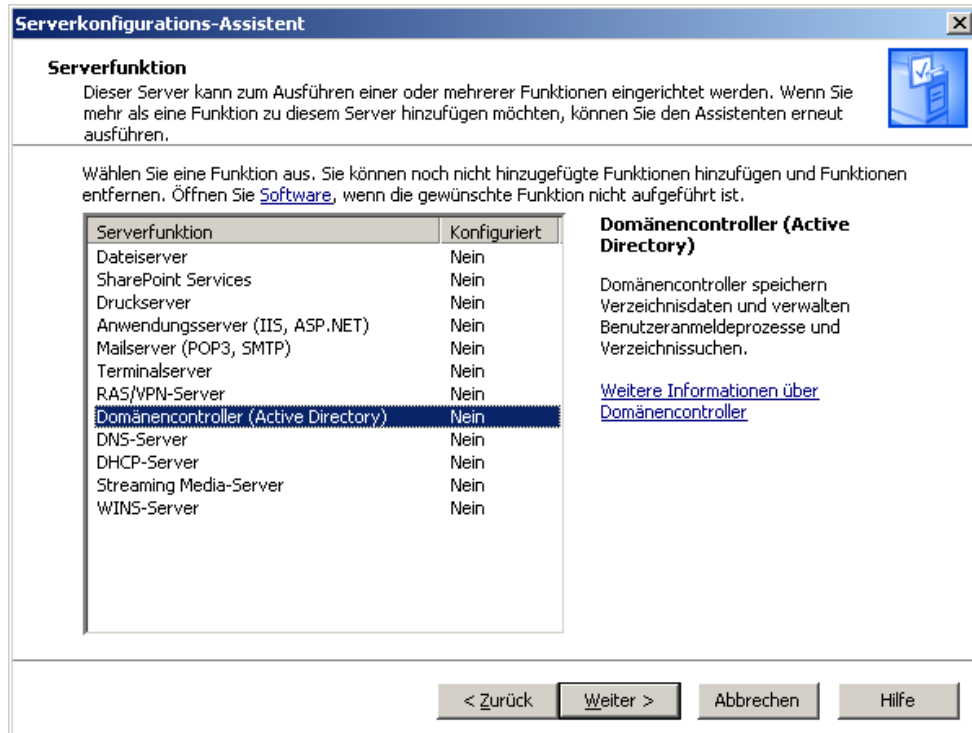 Serverkonfigurations-Assistent
Serverfunktion
Dieser Server kann zum Ausführen einer oder mehrerer Funktionen eingerichtet werden. Wenn Sie
mehr als eine Funktion zu diesem Server hinzufügen möchten, können Sie den Assistenten erneut
ausführen.
Wählen Sie eine Funktion aus. Sie können noch nicht hinzugefügte Funktionen hinzufügen und Funktionen
entfernen. Öffnen Sie Software, wenn die gewünschte Funktion nicht aufgeführt ist.
Serverfunktion Konfiguriert
Dateiserver Nein
SharePoint Services Nein
Druckserver Nein
Anwendungsserver (IIS, ASP.NET) Nein
Mailserver (POP3, SMTP) Nein
Terminalserver Nein
RAS/VPN-Server Nein
Domänencontroller (Active Directory) Nein
DNS-Server Nein
DHCP-Server Nein
Streaming Media-Server Nein
WINS-Server Nein
Domänencontroller (Active
Directory)
Domänencontroller speichern
Verzeichnisdaten und verwalten
Benutzeranmeldeprozesse und
Verzeichnissuchen.
Weitere Informationen über
Domänencontroller
< Zurück Weiter > Abbrechen Hilfe